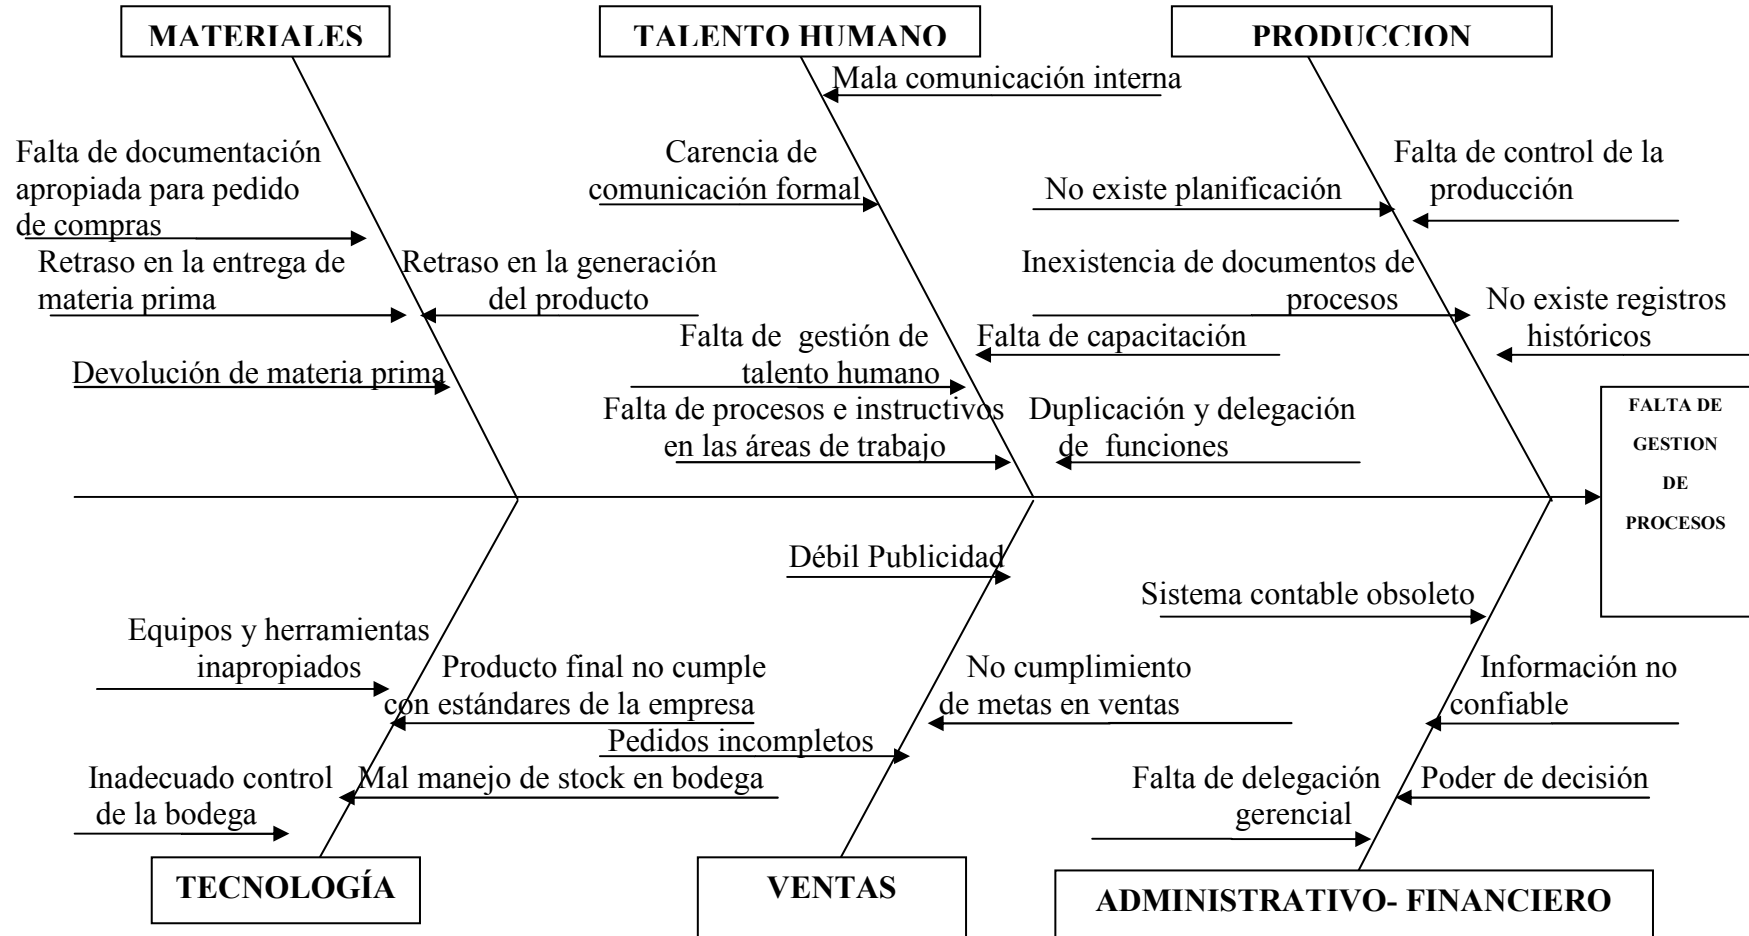 MATERIALES
TALENTO HUMANO
PRODUCCION
Mala comunicación interna
Falta de documentación
apropiada para pedido
de compras
Carencia de
comunicación formal
No existe planificación
Falta de control de la
producción
Retraso en la entrega de
materia prima
Retraso en la generación
del producto
Inexistencia de documentos de
procesos
No existe registros
históricos
Devolución de materia prima
Falta de gestión de
talento humano
Falta de capacitación
Falta de procesos e instructivos
en las áreas de trabajo
Duplicación y delegación
de funciones
FALTA DE
GESTION
DE
PROCESOS
Débil Publicidad
Sistema contable obsoleto
Equipos y herramientas
inapropiados
Producto final no cumple
con estándares de la empresa
No cumplimiento
de metas en ventas
Información no
confiable
Pedidos incompletos
Inadecuado control
de la bodega
Mal manejo de stock en bodega
Falta de delegación
gerencial
Poder de decisión
TECNOLOGÍA
VENTAS
ADMINISTRATIVO- FINANCIERO